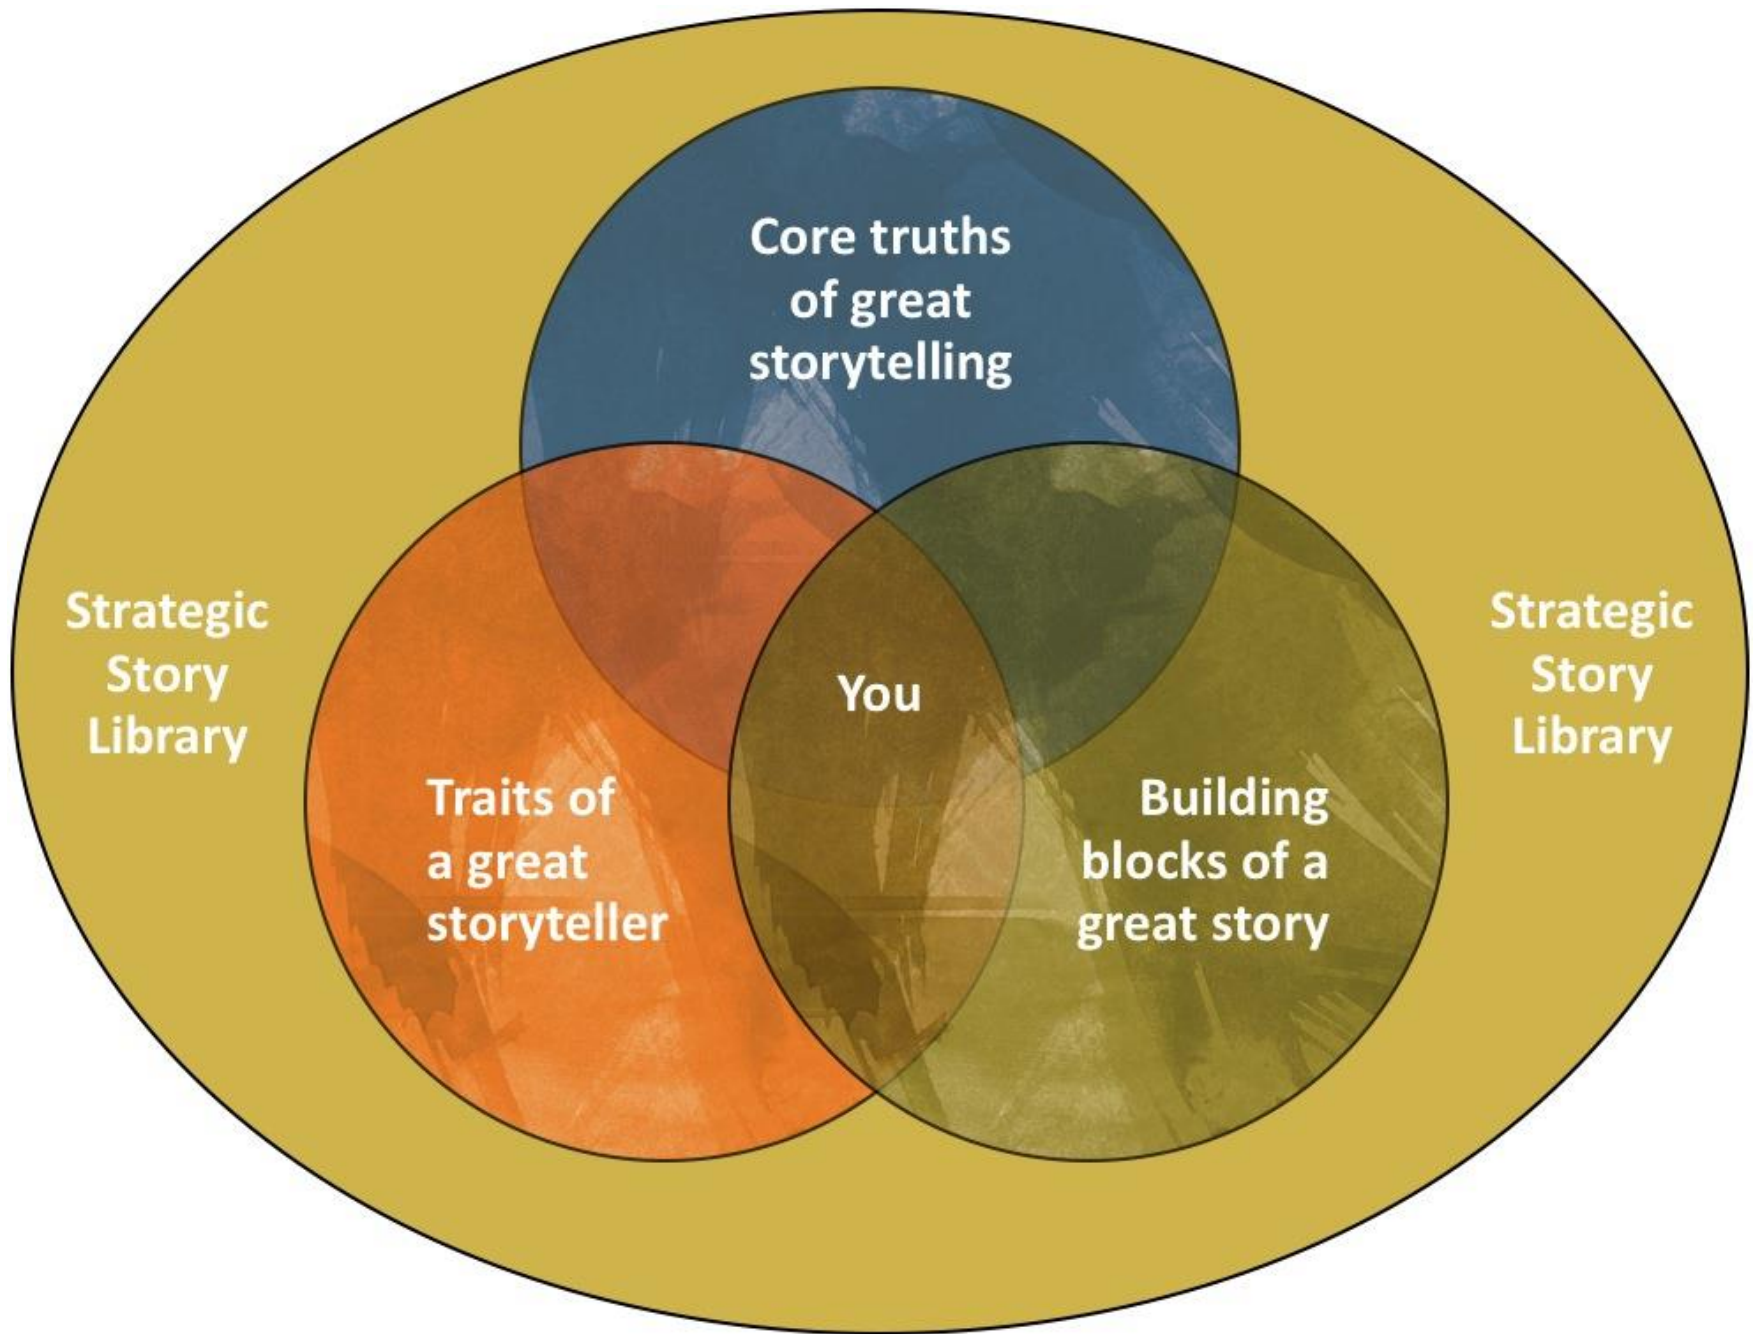 Core truths
of great
storytelling
Strategic
Story
Library
You
Strategic
Story
Library
Traits of
a great
storyteller
Building
blocks of a
great story